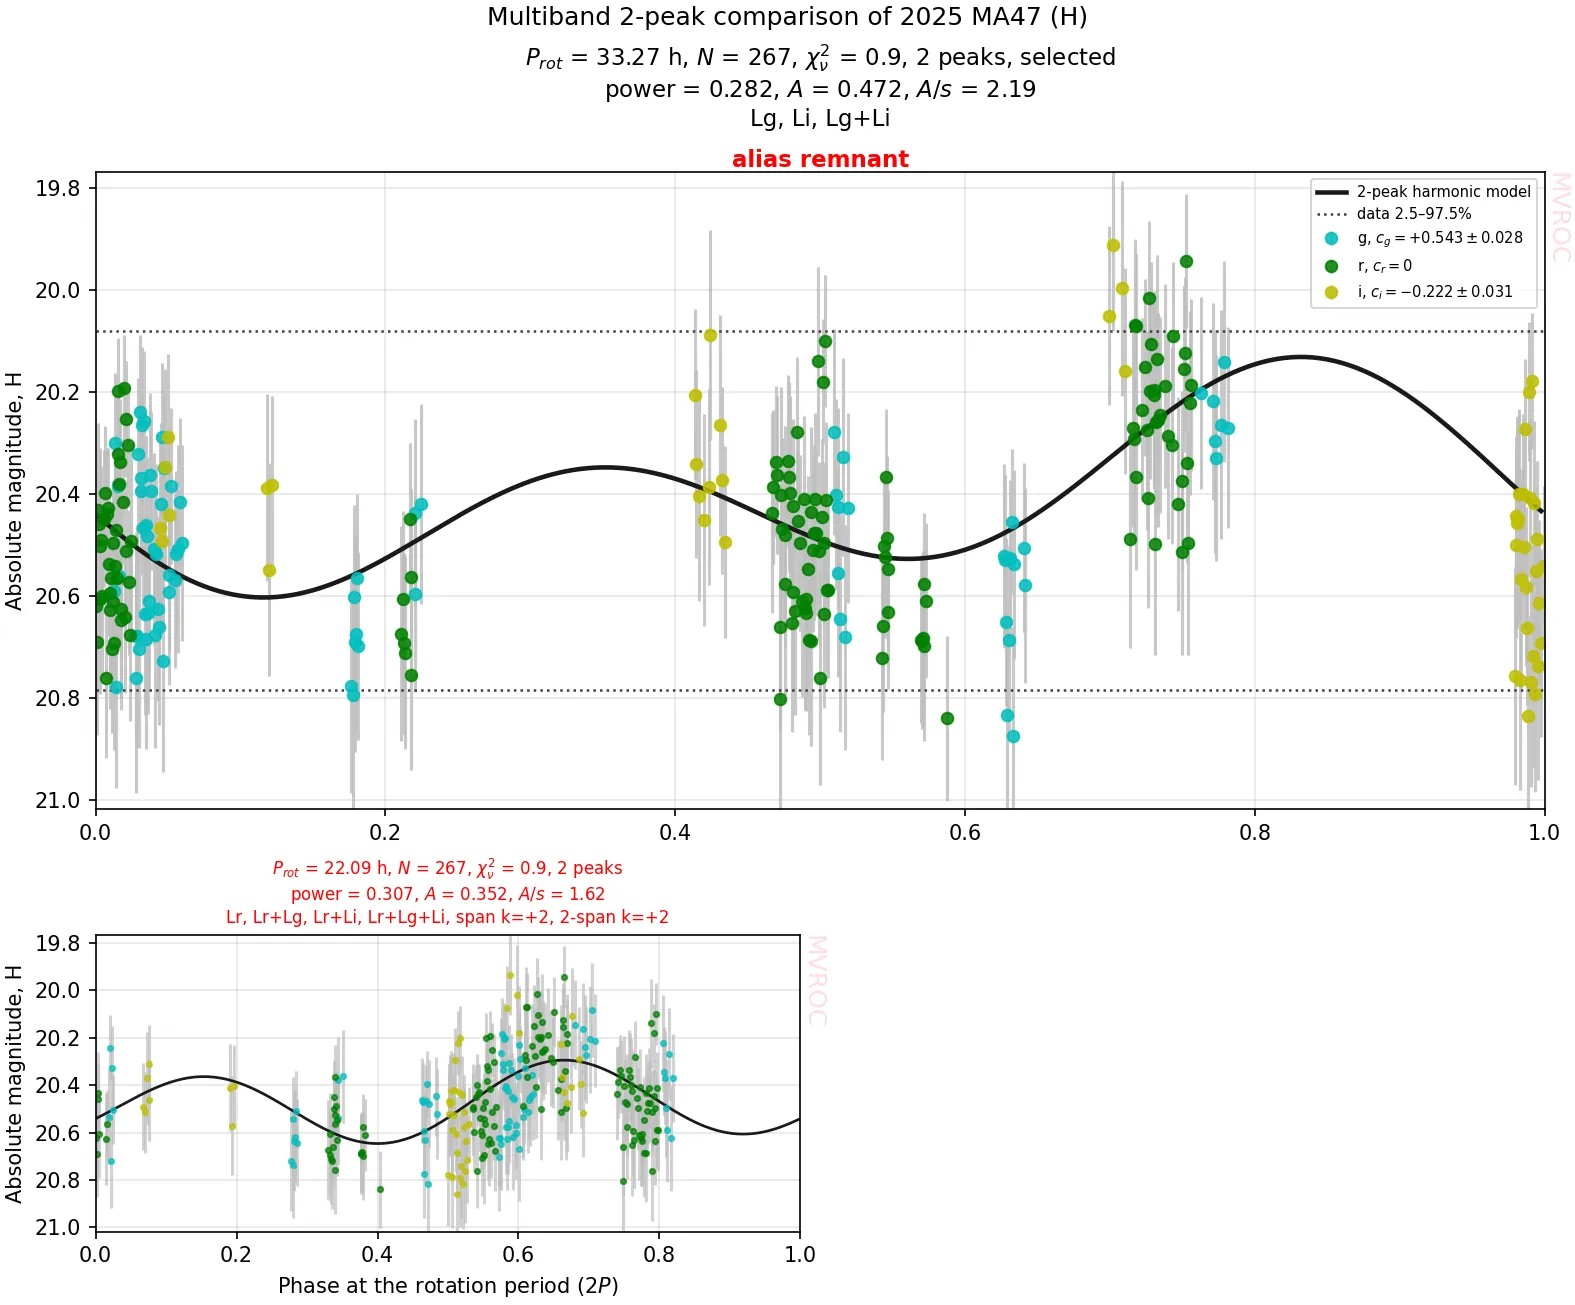 Multiband 2-peak comparison of 2025 MA47 (H)
P_rot = 33.27 h, N = 267, χ²_ν = 0.9, 2 peaks, selected
power = 0.282, A = 0.472, A/s = 2.19
Lg, Li, Lg+Li
alias remnant
Absolute magnitude, H
19.8
20.0
20.2
20.4
20.6
20.8
21.0
0.0 0.2 0.4 0.6 0.8 1.0
2-peak harmonic model
data 2.5–97.5%
g, c_g = +0.543 ± 0.028
r, c_r = 0
i, c_i = −0.222 ± 0.031
MVROC
P_rot = 22.09 h, N = 267, χ²_ν = 0.9, 2 peaks
power = 0.307, A = 0.352, A/s = 1.62
Lr, Lr+Lg, Lr+Li, Lr+Lg+Li, span k=+2, 2-span k=+2
Absolute magnitude, H
19.8
20.0
20.2
20.4
20.6
20.8
21.0
0.0 0.2 0.4 0.6 0.8 1.0
Phase at the rotation period (2P)
MVROC